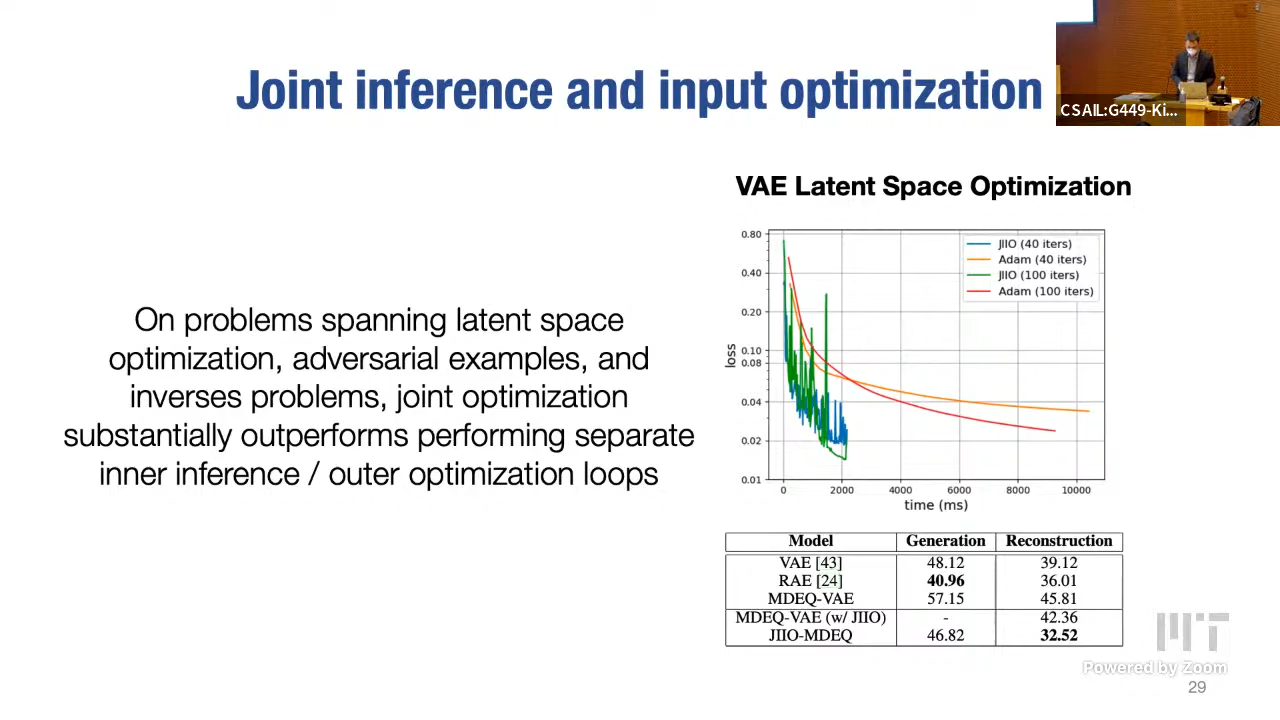 Joint inference and input optimization
CSAIL:G449-Ki...
VAE Latent Space Optimization
On problems spanning latent space
optimization, adversarial examples, and
inverses problems, joint optimization
substantially outperforms performing separate
inner inference / outer optimization loops
0.80
0.40
0.20
0.10
0.08
0.04
0.02
0.01
loss
JIIO (40 iters)
Adam (40 iters)
JIIO (100 iters)
Adam (100 iters)
0 2000 4000 6000 8000 10000
time (ms)
Model Generation Reconstruction
VAE [43] 48.12 39.12
RAE [24] 40.96 36.01
MDEQ-VAE 57.15 45.81
MDEQ-VAE (w/ JIIO) - 42.36
JIIO-MDEQ 46.82 32.52
MIT
Powered by Zoom
29